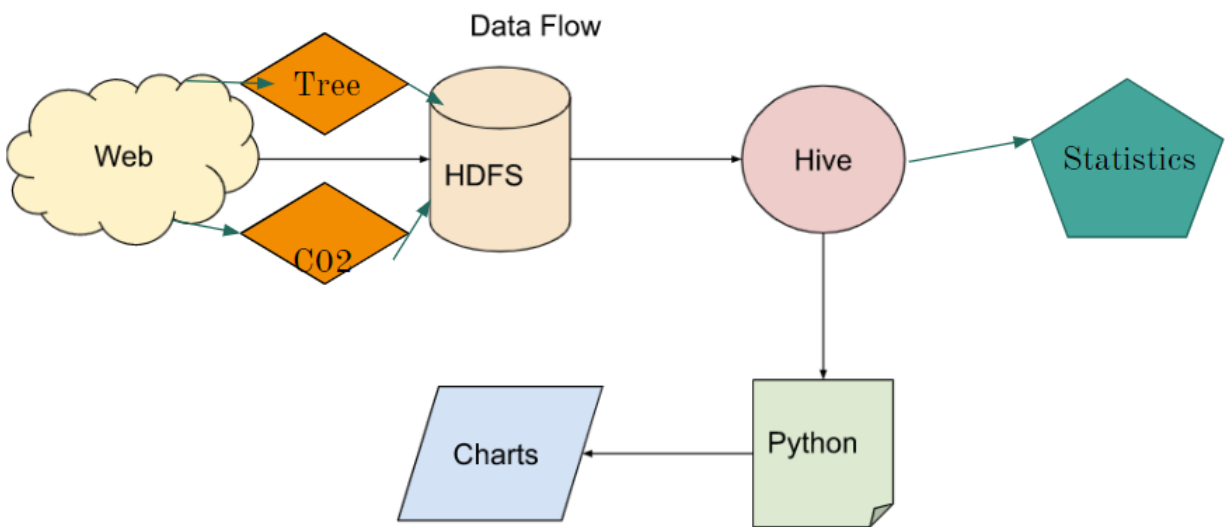 Data Flow
Tree
Web
HDFS
Hive
Statistics
C02
Python
Charts